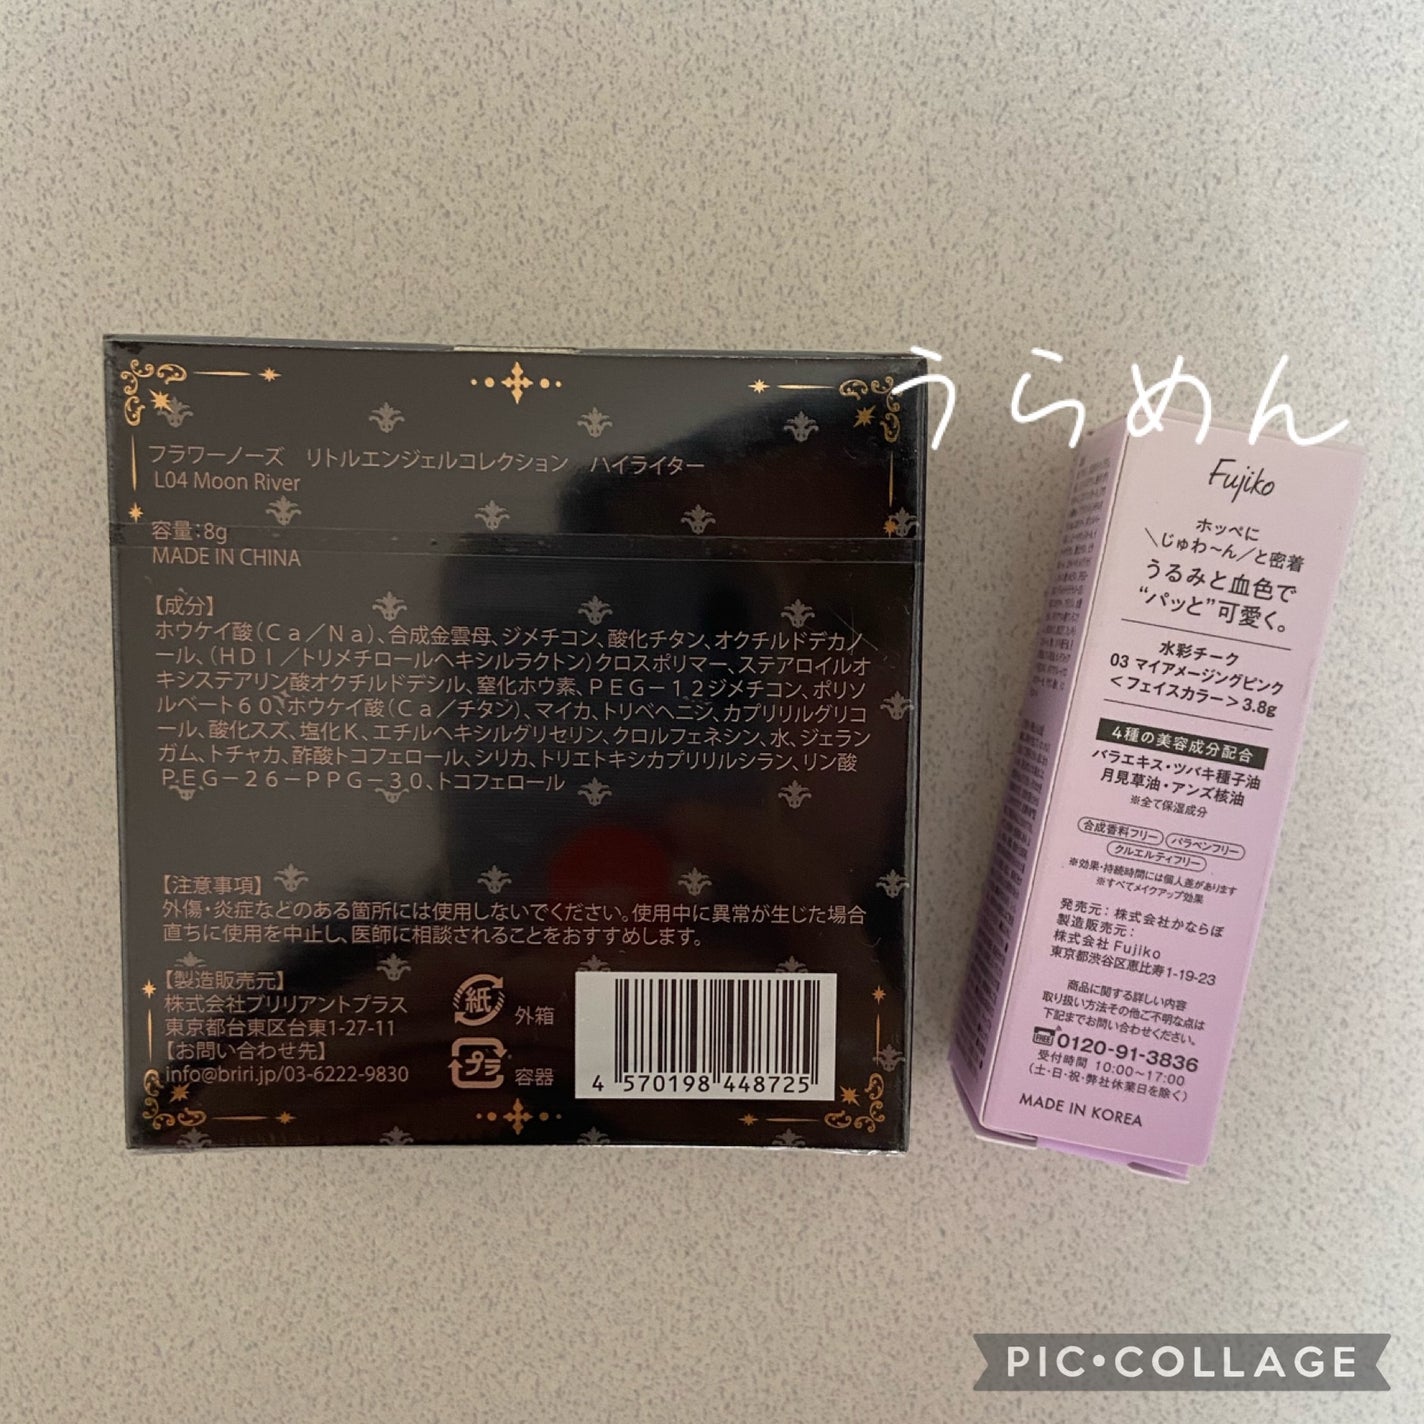 うらめん
フラワーノーズ　リトルエンジェルコレクション　ハイライター
L04 Moon River
容量：8g
MADE IN CHINA
【成分】
ホウケイ酸（Ｃａ／Ｎａ）、合成金雲母、ジメチコン、酸化チタン、オクチルドデカノ
ール、（ＨＤＩ／トリメチロールヘキシルラクトン）クロスポリマー、ステアロイルオ
キシステアリン酸オクチルドデシル、窒化ホウ素、ＰＥＧ－１２ジメチコン、ポリソ
ルベート６０、ホウケイ酸（Ｃａ／チタン）、マイカ、トリベヘニン、カプリリルグリコ
ール、酸化スズ、塩化Ｋ、エチルヘキシルグリセリン、クロルフェネシン、水、ジェラン
ガム、トチャカ、酢酸トコフェロール、シリカ、トリエトキシカプリリルシラン、リン酸
ＰＥＧ－２６－ＰＰＧ－３０、トコフェロール
【注意事項】
外傷・炎症などのある箇所には使用しないでください。使用中に異常が生じた場合
直ちに使用を中止し、医師に相談されることをおすすめします。
【製造販売元】
株式会社ブリリアントプラス
東京都台東区台東1-27-11
【お問い合わせ先】
info@briri.jp/03-6222-9830
紙 外箱
プラ 容器
4 570198 448725
Fujiko
ホッペに
＼じゅわ〜ん／と密着
うるみと血色で
“パッと”可愛く。
水彩チーク
03 マイアメージングピンク
＜フェイスカラー＞3.8g
4種の美容成分配合
バラエキス・ツバキ種子油
月見草油・アンズ核油
※全て保湿成分
合成香料フリー パラベンフリー
クルエルティフリー
※効果・持続時間には個人差があります
※すべてメイクアップ効果
発売元：株式会社かならぼ
製造販売元：
株式会社 Fujiko
東京都渋谷区恵比寿1-19-23
商品に関する詳しい内容
取り扱い方法その他ご不明な点は
下記までお問い合わせください。
FREE 0120-91-3836
受付時間 10:00〜17:00
（土・日・祝・弊社休業日を除く）
MADE IN KOREA
PIC•COLLAGE